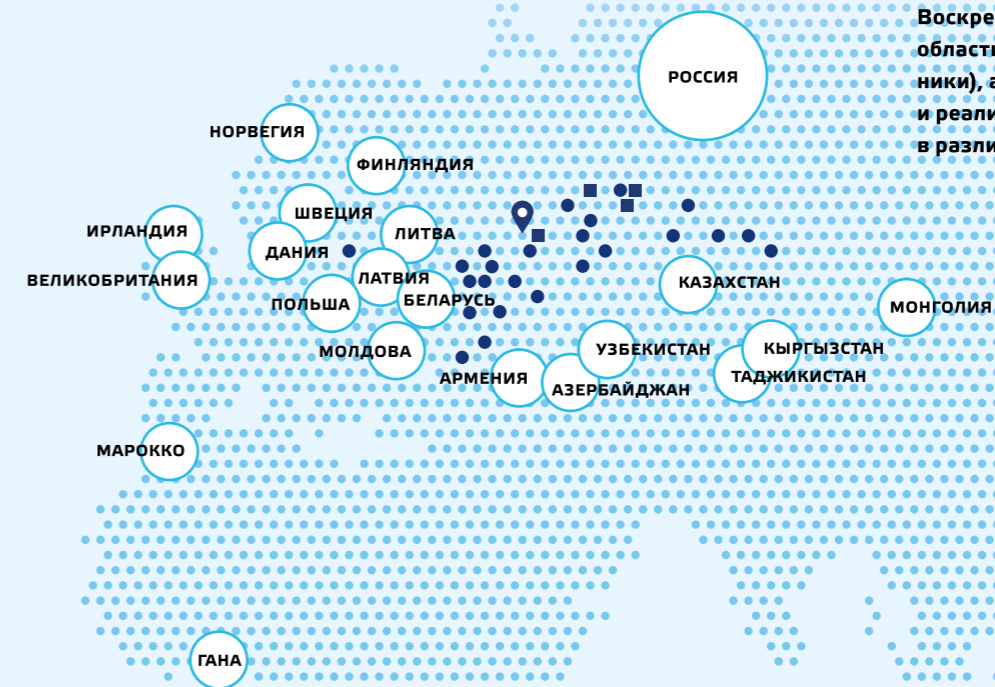 Воскре
област
ники), а
и реали
в разли
РОССИЯ
НОРВЕГИЯ
ФИНЛЯНДИЯ
ШВЕЦИЯ
ИРЛАНДИЯ
ЛИТВА
ДАНИЯ
ВЕЛИКОБРИТАНИЯ
ЛАТВИЯ
КАЗАХСТАН
ПОЛЬША
БЕЛАРУСЬ
МОНГОЛИЯ
МОЛДОВА
УЗБЕКИСТАН
КЫРГЫЗСТАН
АРМЕНИЯ
ТАДЖИКИСТАН
АЗЕРБАЙДЖАН
МАРОККО
ГАНА